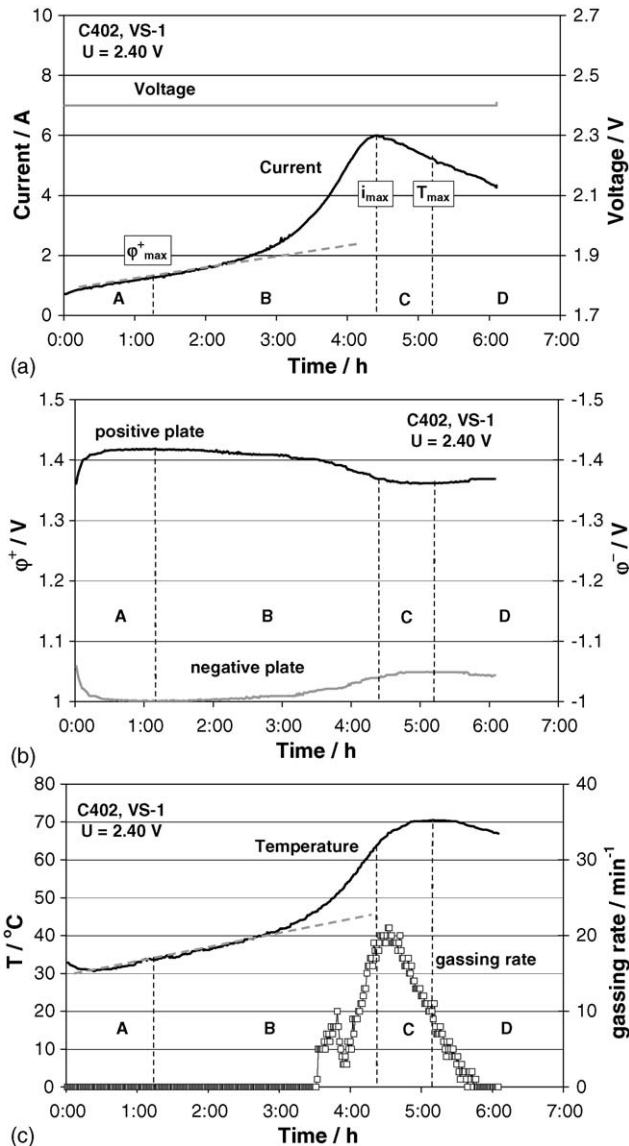 C402, VS-1
U = 2.40 V
Voltage
Current
φ⁺max
imax
Tmax
A
B
C
D
Current / A
Voltage / V
10
8
6
4
2
0
2.7
2.5
2.3
2.1
1.9
1.7
0:00 1:00 2:00 3:00 4:00 5:00 6:00 7:00
Time / h
(a)
positive plate
C402, VS-1
U = 2.40 V
negative plate
A
B
C
D
φ⁺ / V
φ⁻ / V
1.5
1.4
1.3
1.2
1.1
1
-1.5
-1.4
-1.3
-1.2
-1.1
-1
0:00 1:00 2:00 3:00 4:00 5:00 6:00 7:00
Time / h
(b)
C402, VS-1
U = 2.40 V
Temperature
gassing rate
A
B
C
D
T / °C
gassing rate / min⁻¹
80
70
60
50
40
30
20
10
0
40
30
20
10
0
0:00 1:00 2:00 3:00 4:00 5:00 6:00 7:00
Time / h
(c)